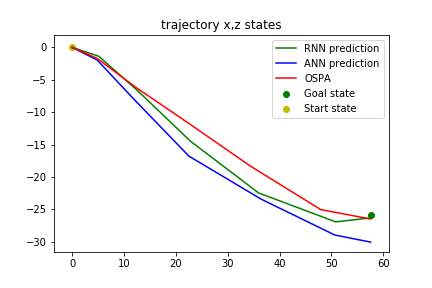 trajectory x,z states
RNN prediction
ANN prediction
OSPA
Goal state
Start state
0
−5
−10
−15
−20
−25
−30
0 10 20 30 40 50 60